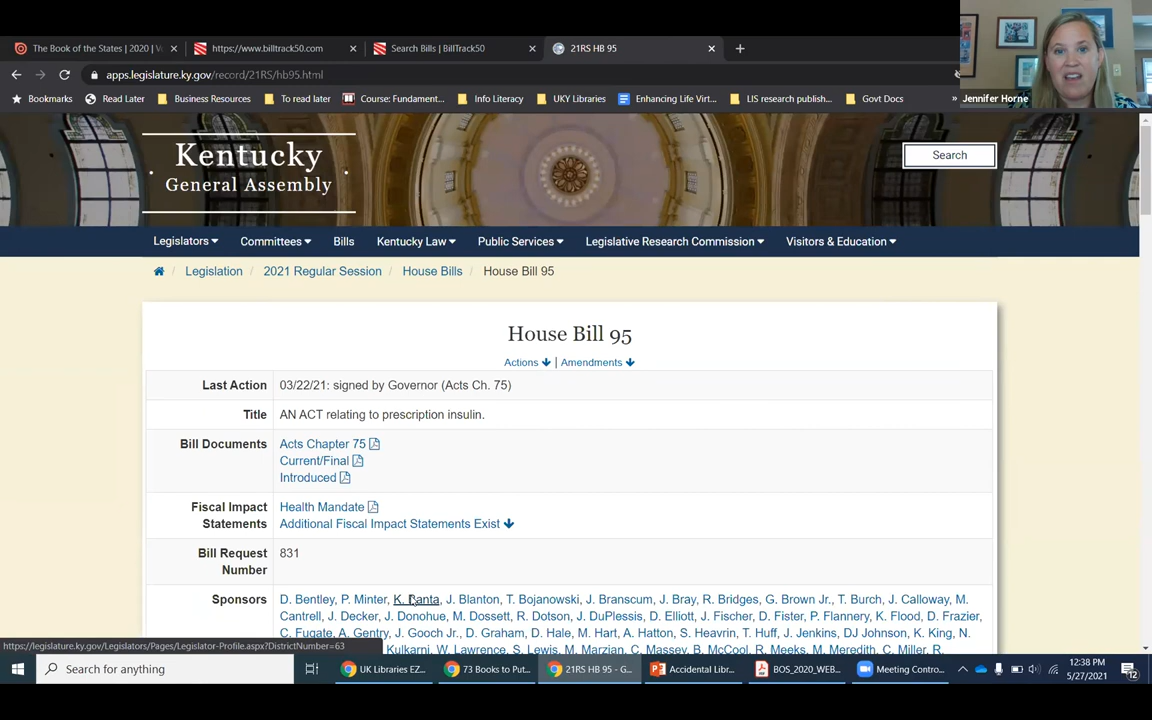 The Book of the States | 2020 | V
https://www.billtrack50.com
Search Bills | BillTrack50
21RS HB 95
apps.legislature.ky.gov/record/21RS/hb95.html
Bookmarks
Read Later
Business Resources
To read later
Course: Fundament...
Info Literacy
UKY Libraries
Enhancing Life Virt...
LIS research publish...
Govt Docs
»
Jennifer Horne
Kentucky
General Assembly
Search
Legislators
Committees
Bills
Kentucky Law
Public Services
Legislative Research Commission
Visitors & Education
/ Legislation / 2021 Regular Session / House Bills / House Bill 95
House Bill 95
Actions | Amendments
Last Action 03/22/21: signed by Governor (Acts Ch. 75)
Title AN ACT relating to prescription insulin.
Bill Documents Acts Chapter 75
Current/Final
Introduced
Fiscal Impact Health Mandate
Statements Additional Fiscal Impact Statements Exist
Bill Request 831
Number
Sponsors D. Bentley, P. Minter, K. Banta, J. Blanton, T. Bojanowski, J. Branscum, J. Bray, R. Bridges, G. Brown Jr., T. Burch, J. Calloway, M.
Cantrell, J. Decker, J. Donohue, M. Dossett, R. Dotson, J. DuPlessis, D. Elliott, J. Fischer, D. Fister, P. Flannery, K. Flood, D. Frazier,
C. Fugate, A. Gentry, J. Gooch Jr., D. Graham, D. Hale, M. Hart, A. Hatton, S. Heavrin, T. Huff, J. Jenkins, DJ Johnson, K. King, N.
Kulkarni, W. Lawrence, S. Lewis, M. Marzian, C. Massey, B. McCool, R. Meeks, M. Meredith, C. Miller, R.
https://legislature.ky.gov/Legislators/Pages/Legislator-Profile.aspx?DistrictNumber=63
Search for anything
UK Libraries EZ...
73 Books to Put...
21RS HB 95 - G...
Accidental Libr...
BOS_2020_WEB...
Meeting Contro...
12:38 PM
5/27/2021
12